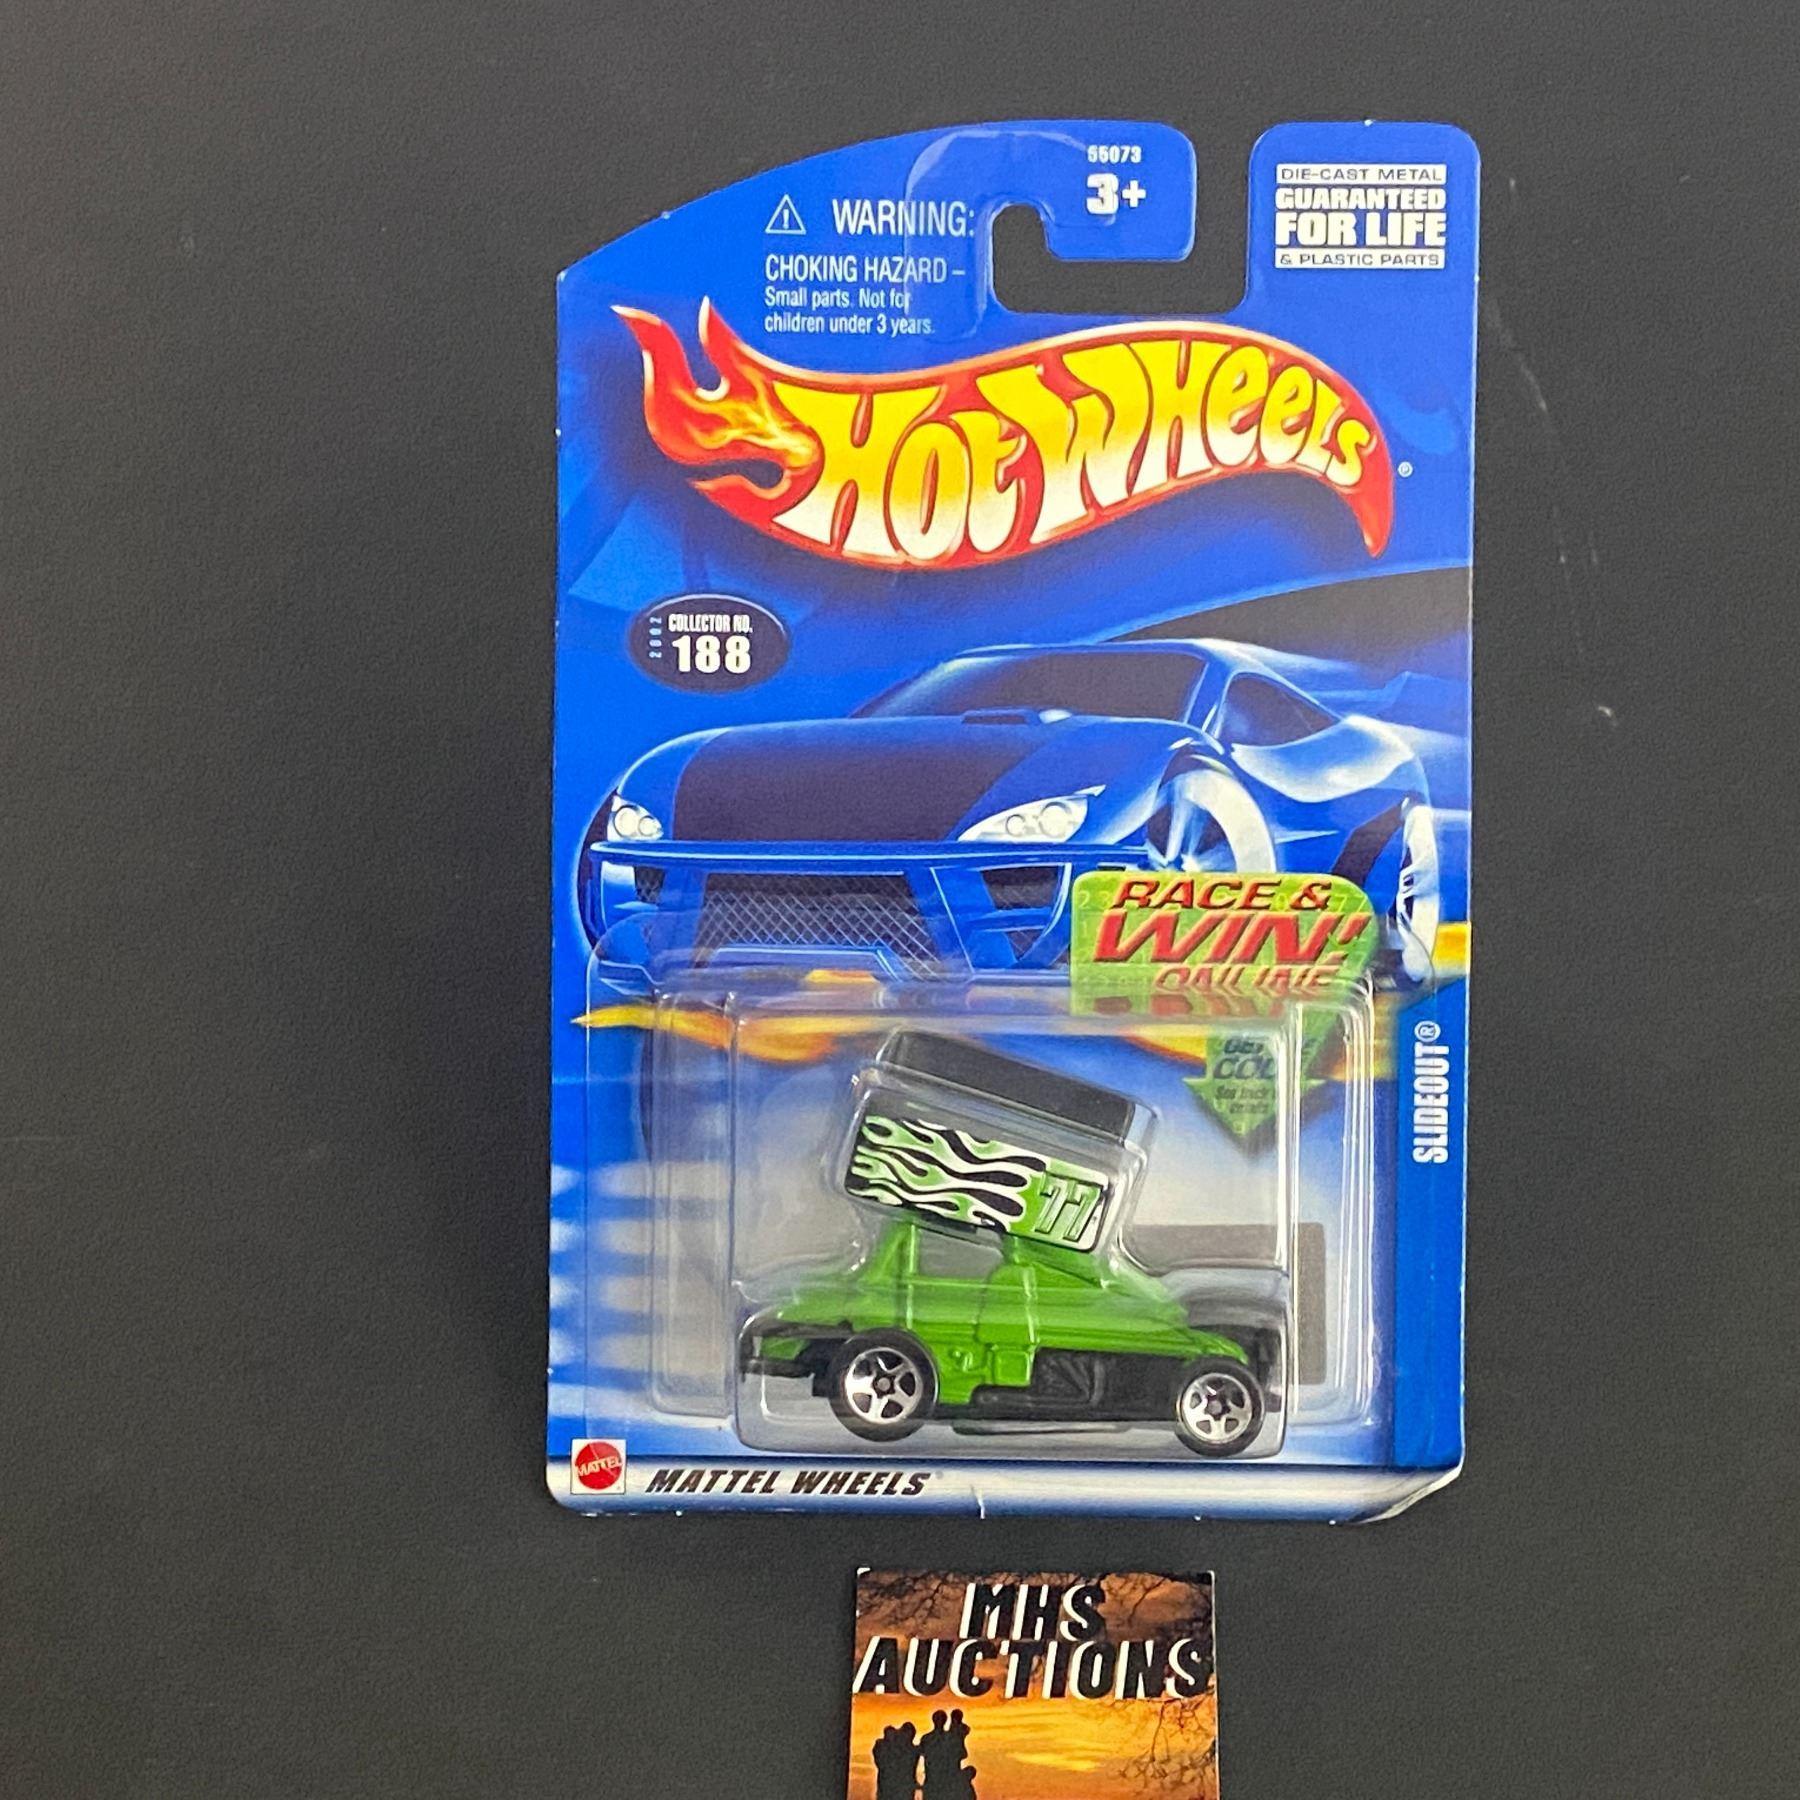 55073
3+
WARNING:
CHOKING HAZARD –
Small parts. Not for
children under 3 years.
DIE-CAST METAL
GUARANTEED
FOR LIFE
& PLASTIC PARTS
HOT WHEELS®
2002
COLLECTOR NO.
188
RACE &
WIN!
ONLINE
SLIDEOUT®
77
MATTEL
MATTEL WHEELS
MHS
AUCTIONS